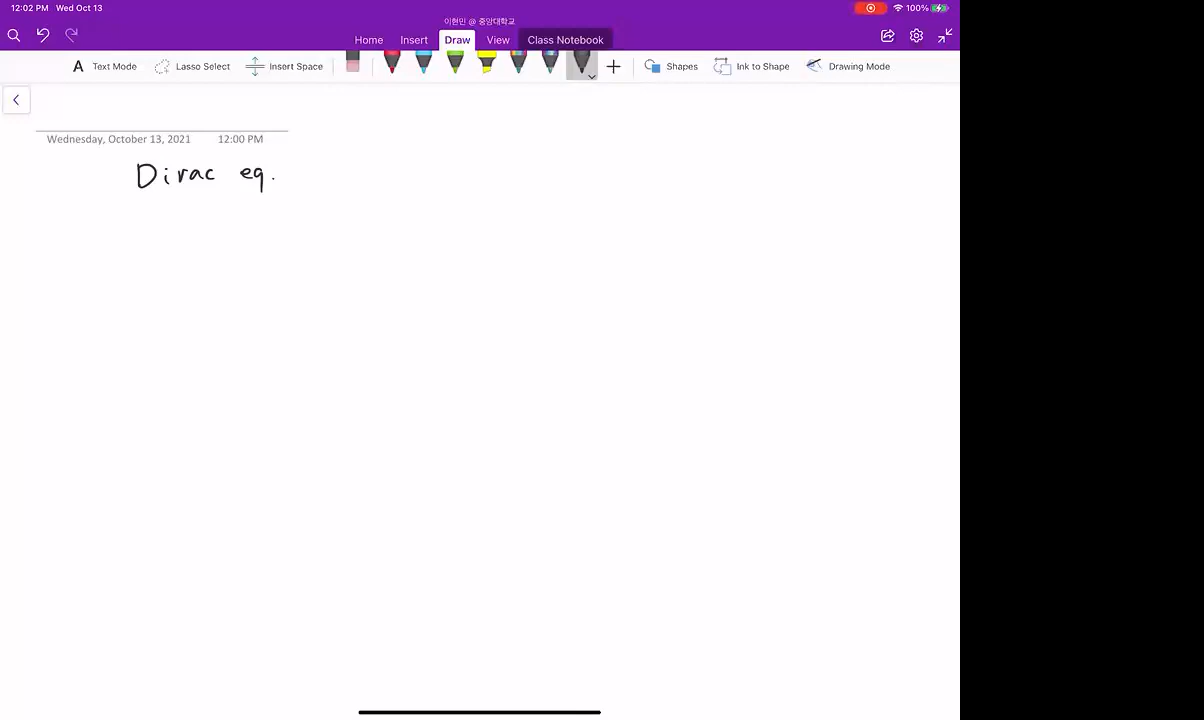 12:02 PM Wed Oct 13
100%
이현민 @ 중앙대학교
Home Insert Draw View Class Notebook
A Text Mode Lasso Select Insert Space Shapes Ink to Shape Drawing Mode
Wednesday, October 13, 2021 12:00 PM
Dirac eq.